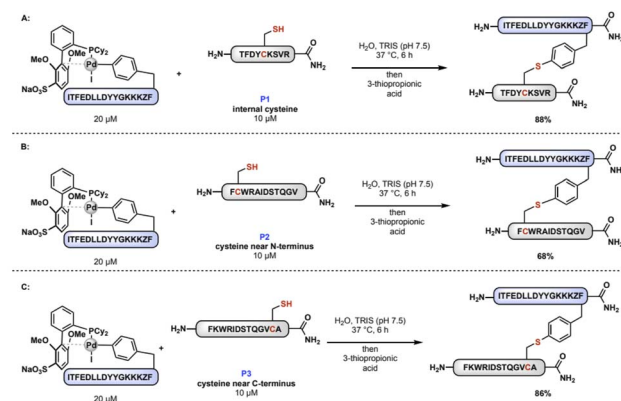 A:
ITFEDLLDYYGKKKZF
SH
H₂O, TRIS (pH 7.5)
37 °C, 6 h
MeO
OMe
PCy₂
Pd
I
+
H₂N
TFDYCKSVR
O
NH₂
then
3-thiopropionic
acid
H₂N
O
S
NaO₃S
ITFEDLLDYYGKKKZF
P1
internal cysteine
10 µM
H₂N
TFDYCKSVR
O
NH₂
20 µM
88%
B:
H₂N
ITFEDLLDYYGKKKZF
O
SH
H₂O, TRIS (pH 7.5)
37 °C, 6 h
MeO
OMe
PCy₂
Pd
I
+
H₂N
FCWRAIDSTQGV
O
NH₂
then
3-thiopropionic
acid
S
NaO₃S
ITFEDLLDYYGKKKZF
P2
cysteine near N-terminus
10 µM
H₂N
FCWRAIDSTQGV
O
NH₂
20 µM
68%
C:
H₂N
ITFEDLLDYYGKKKZF
O
NH₂
SH
H₂O, TRIS (pH 7.5)
37 °C, 6 h
MeO
OMe
PCy₂
Pd
I
+
H₂N
FKWRIDSTQGVCA
O
NH₂
then
3-thiopropionic
acid
S
NaO₃S
ITFEDLLDYYGKKKZF
P3
cysteine near C-terminus
10 µM
H₂N
FKWRIDSTQGVCA
O
NH₂
20 µM
86%